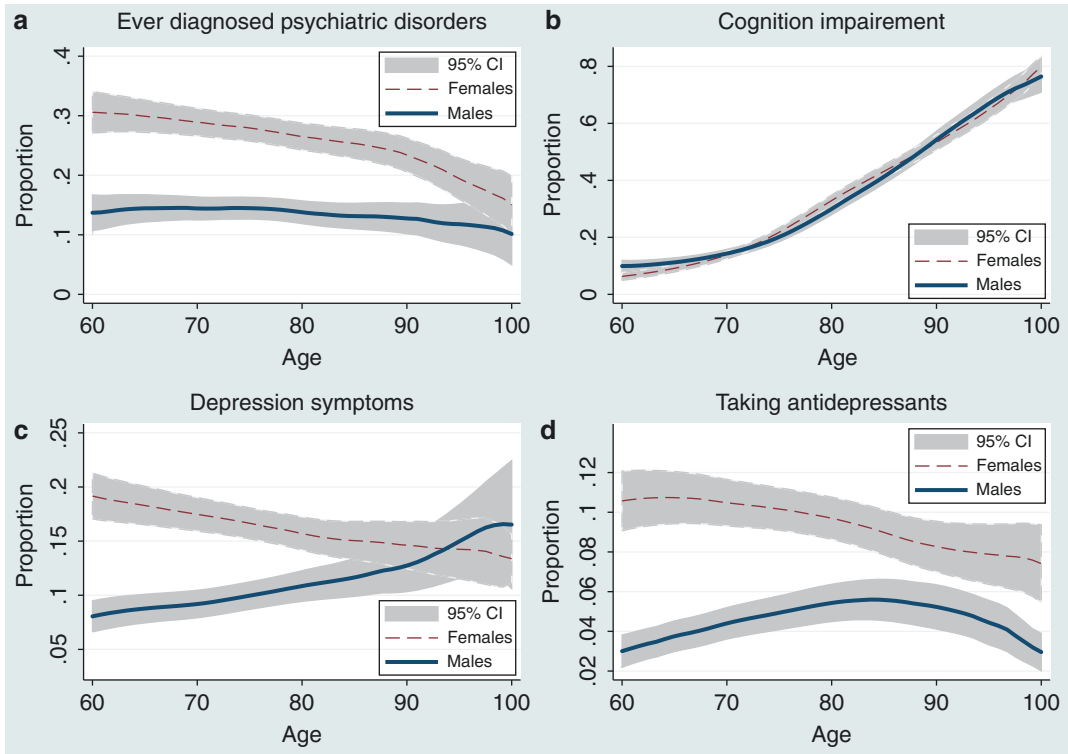 a Ever diagnosed psychiatric disorders
.4
.3
.2
.1
0
Proportion
95% CI
Females
Males
60 70 80 90 100
Age
b Cognition impairement
.8
.6
.4
.2
0
Proportion
95% CI
Females
Males
60 70 80 90 100
Age
c Depression symptoms
.25
.2
.15
.1
.05
Proportion
95% CI
Females
Males
60 70 80 90 100
Age
d Taking antidepressants
.12
.1
.08
.06
.04
.02
Proportion
95% CI
Females
Males
60 70 80 90 100
Age